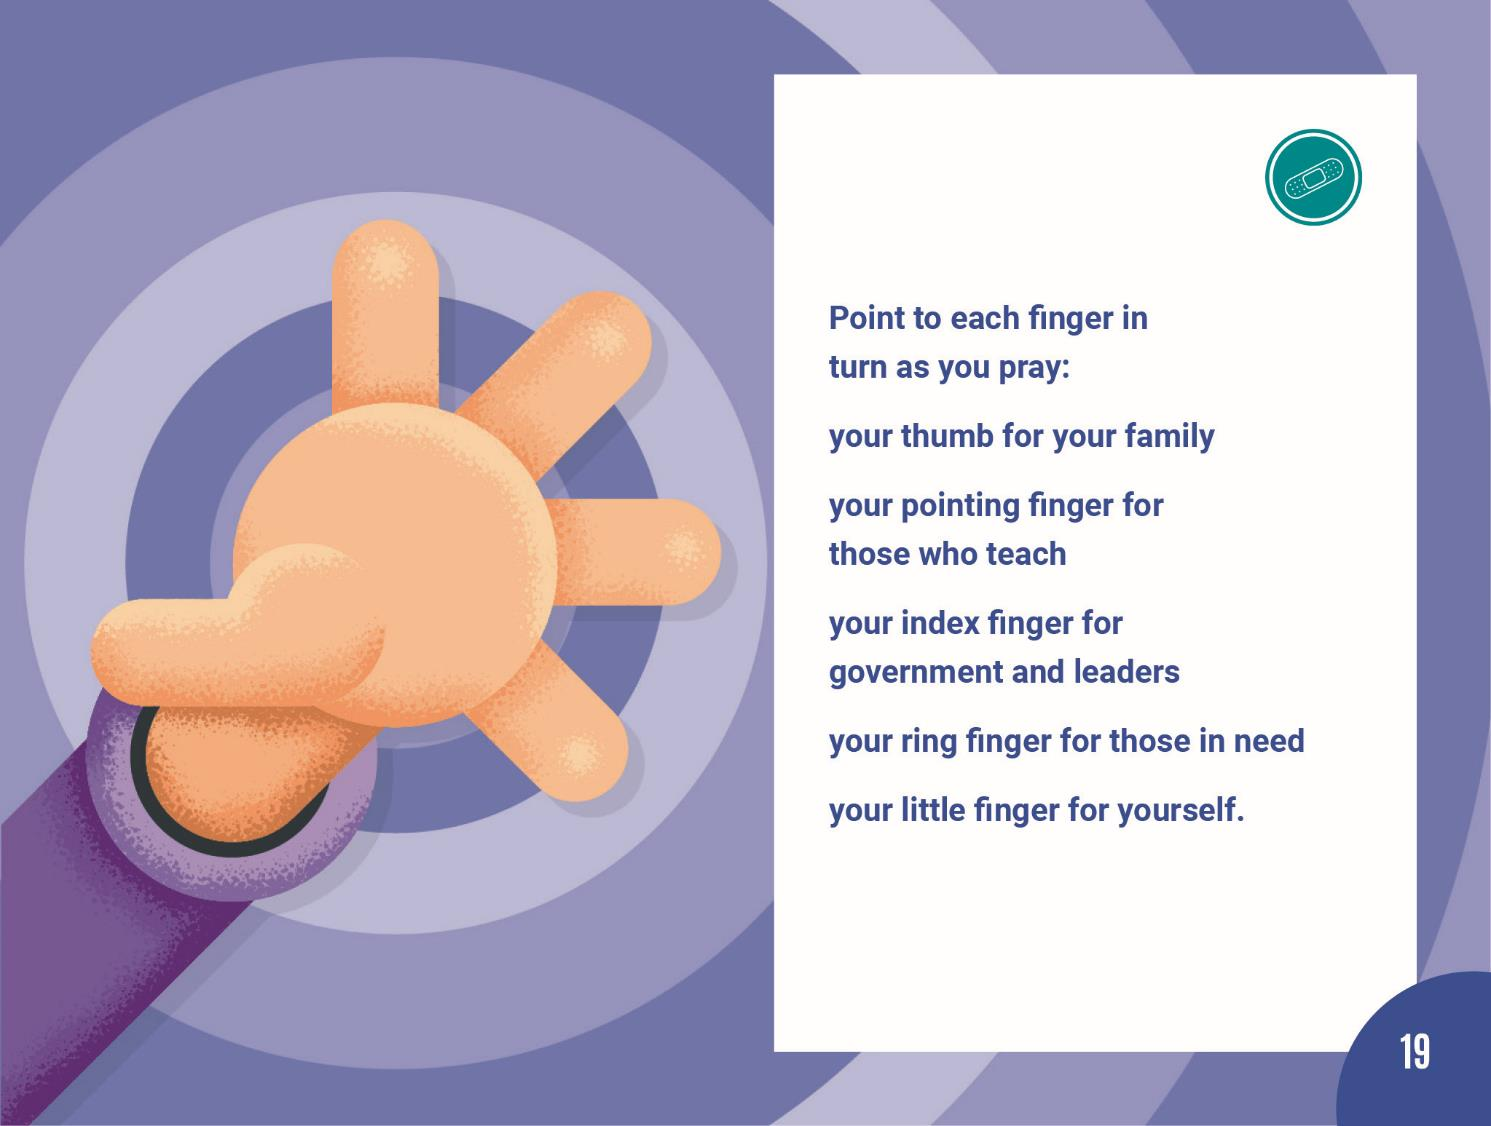 Point to each finger in
turn as you pray:
your thumb for your family
your pointing finger for
those who teach
your index finger for
government and leaders
your ring finger for those in need
your little finger for yourself.
19